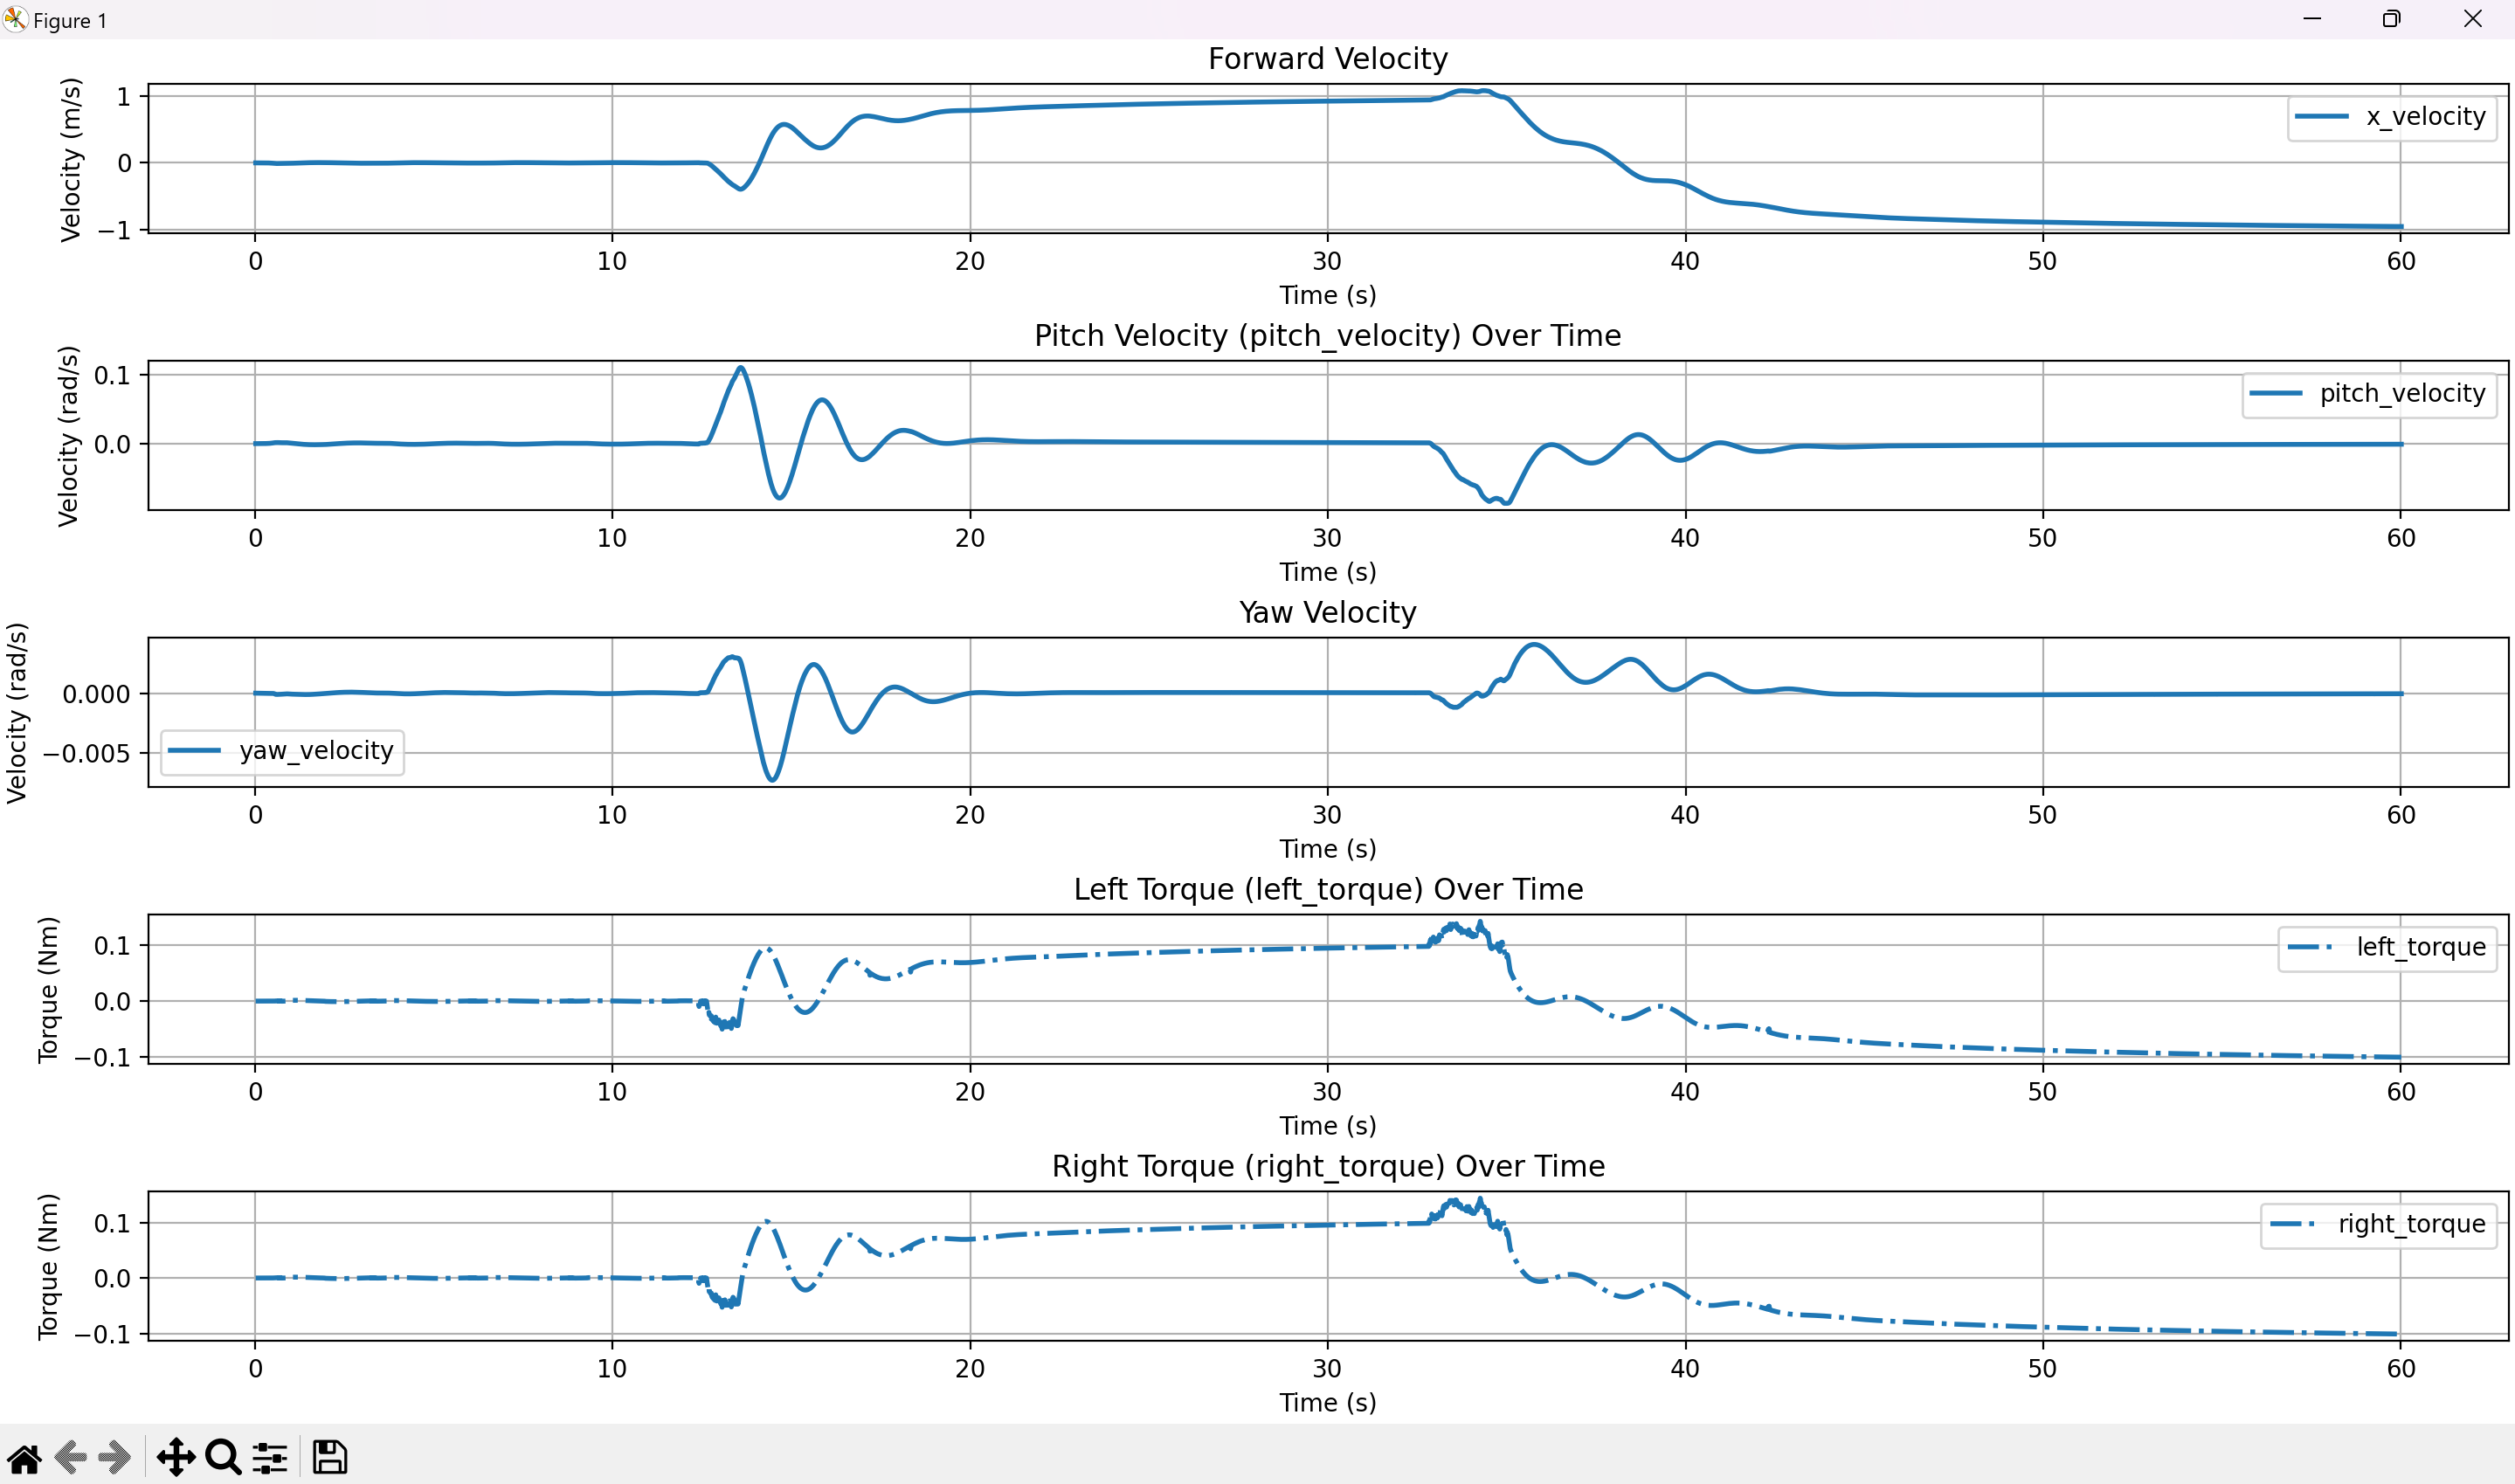 Figure 1
Forward Velocity
Velocity (m/s)
1
0
−1
x_velocity
0 10 20 30 40 50 60
Time (s)
Pitch Velocity (pitch_velocity) Over Time
Velocity (rad/s)
0.1
0.0
pitch_velocity
0 10 20 30 40 50 60
Time (s)
Yaw Velocity
Velocity (rad/s)
0.000
−0.005
yaw_velocity
0 10 20 30 40 50 60
Time (s)
Left Torque (left_torque) Over Time
Torque (Nm)
0.1
0.0
−0.1
left_torque
0 10 20 30 40 50 60
Time (s)
Right Torque (right_torque) Over Time
Torque (Nm)
0.1
0.0
−0.1
right_torque
0 10 20 30 40 50 60
Time (s)